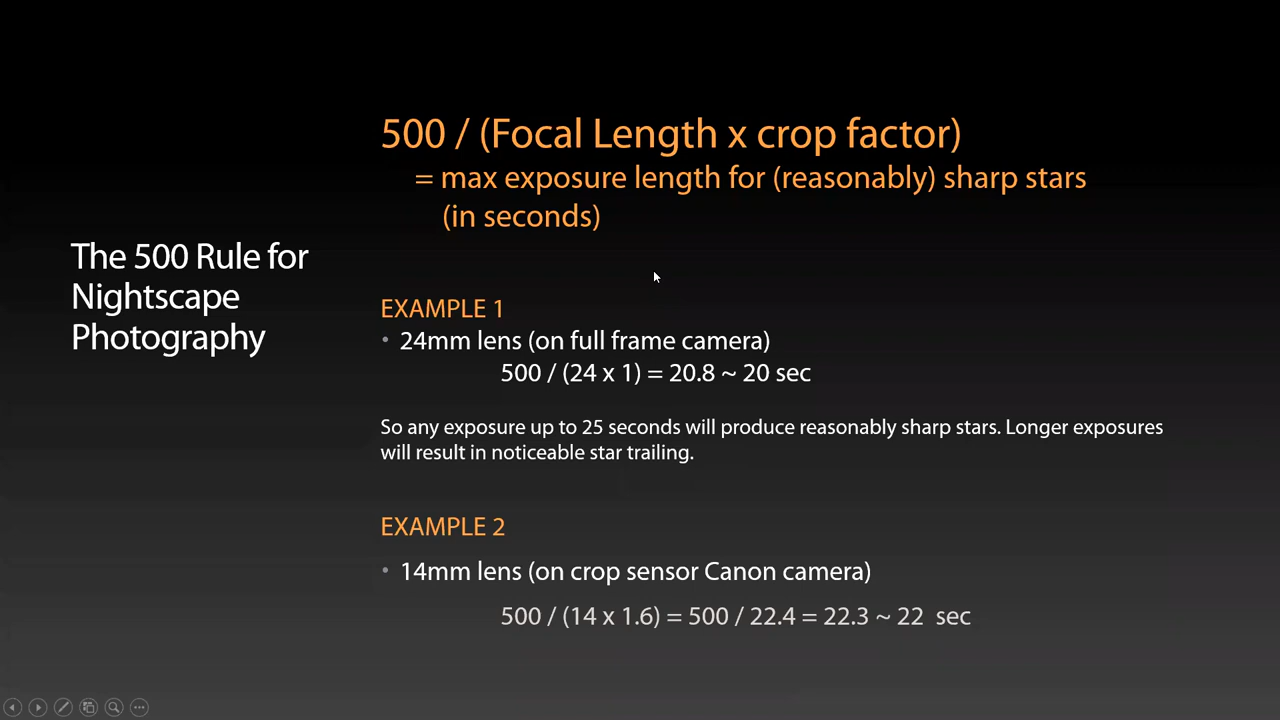 The 500 Rule for
Nightscape
Photography
500 / (Focal Length x crop factor)
= max exposure length for (reasonably) sharp stars
(in seconds)
EXAMPLE 1
• 24mm lens (on full frame camera)
500 / (24 x 1) = 20.8 ~ 20 sec
So any exposure up to 25 seconds will produce reasonably sharp stars. Longer exposures
will result in noticeable star trailing.
EXAMPLE 2
• 14mm lens (on crop sensor Canon camera)
500 / (14 x 1.6) = 500 / 22.4 = 22.3 ~ 22 sec